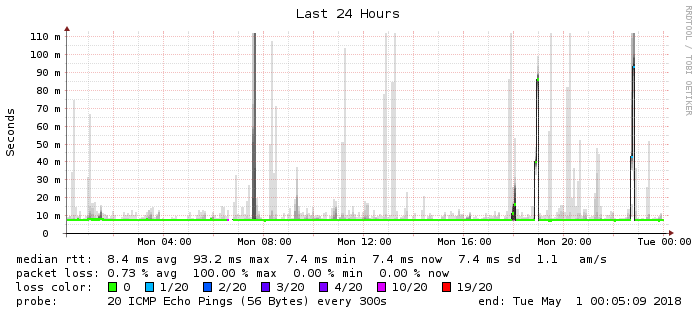 Last 24 Hours
RRDTOOL / TOBI OETIKER
Seconds
110 m
100 m
90 m
80 m
70 m
60 m
50 m
40 m
30 m
20 m
10 m
0
Mon 04:00 Mon 08:00 Mon 12:00 Mon 16:00 Mon 20:00 Tue 00:00
median rtt: 8.4 ms avg 93.2 ms max 7.4 ms min 7.4 ms now 7.4 ms sd 1.1 am/s
packet loss: 0.73 % avg 100.00 % max 0.00 % min 0.00 % now
loss color: 0 1/20 2/20 3/20 4/20 10/20 19/20
probe: 20 ICMP Echo Pings (56 Bytes) every 300s end: Tue May 1 00:05:09 2018